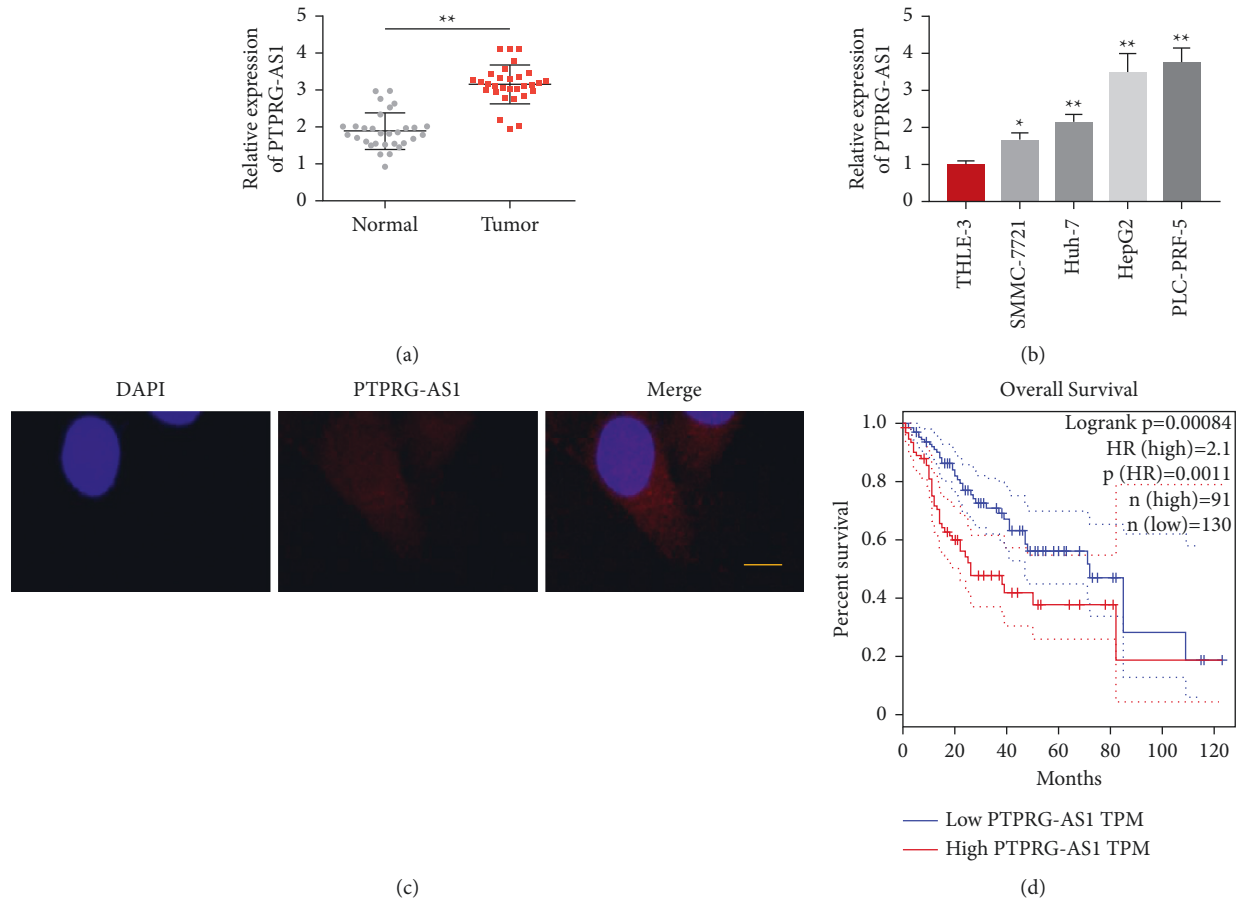 5
4
3
2
1
0
Relative expression
of PTPRG-AS1
**
Normal
Tumor
(a)
5
4
3
2
1
0
Relative expression
of PTPRG-AS1
*
**
**
**
THLE-3
SMMC-7721
Huh-7
HepG2
PLC-PRF-5
(b)
DAPI
PTPRG-AS1
Merge
(c)
Overall Survival
1.0
0.8
0.6
0.4
0.2
0
Percent survival
Logrank p=0.00084
HR (high)=2.1
p (HR)=0.0011
n (high)=91
n (low)=130
0 20 40 60 80 100 120
Months
Low PTPRG-AS1 TPM
High PTPRG-AS1 TPM
(d)